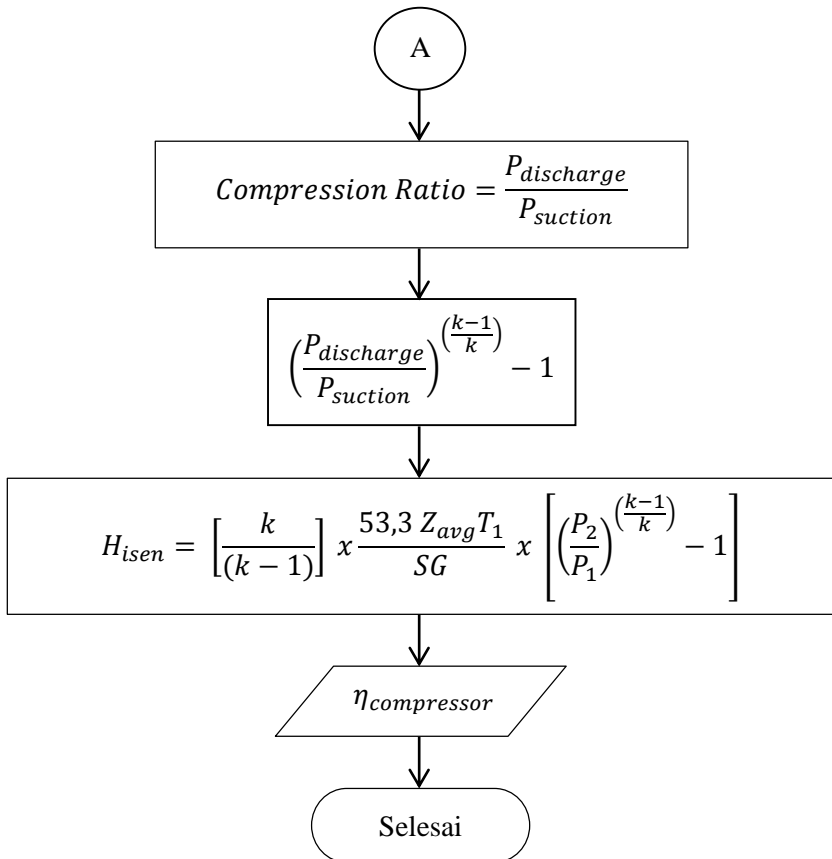 A
Compression Ratio = P_discharge / P_suction
(P_discharge / P_suction)^((k−1)/k) − 1
H_isen = [k / (k − 1)] x 53,3 Z_avg T_1 / SG x [(P_2 / P_1)^((k−1)/k) − 1]
η_compressor
Selesai